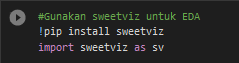 #Gunakan sweetviz untuk EDA
!pip install sweetviz
import sweetviz as sv